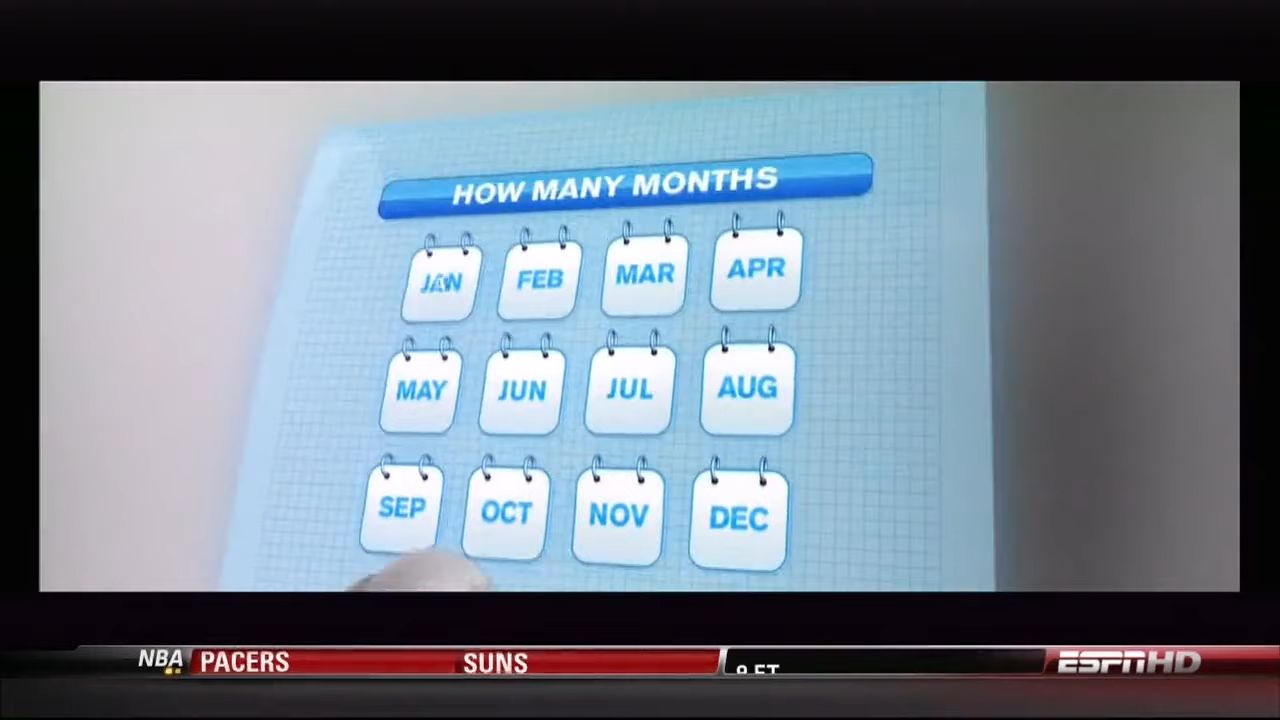 HOW MANY MONTHS
JAN FEB MAR APR
MAY JUN JUL AUG
SEP OCT NOV DEC
NBA PACERS SUNS ESPNHD